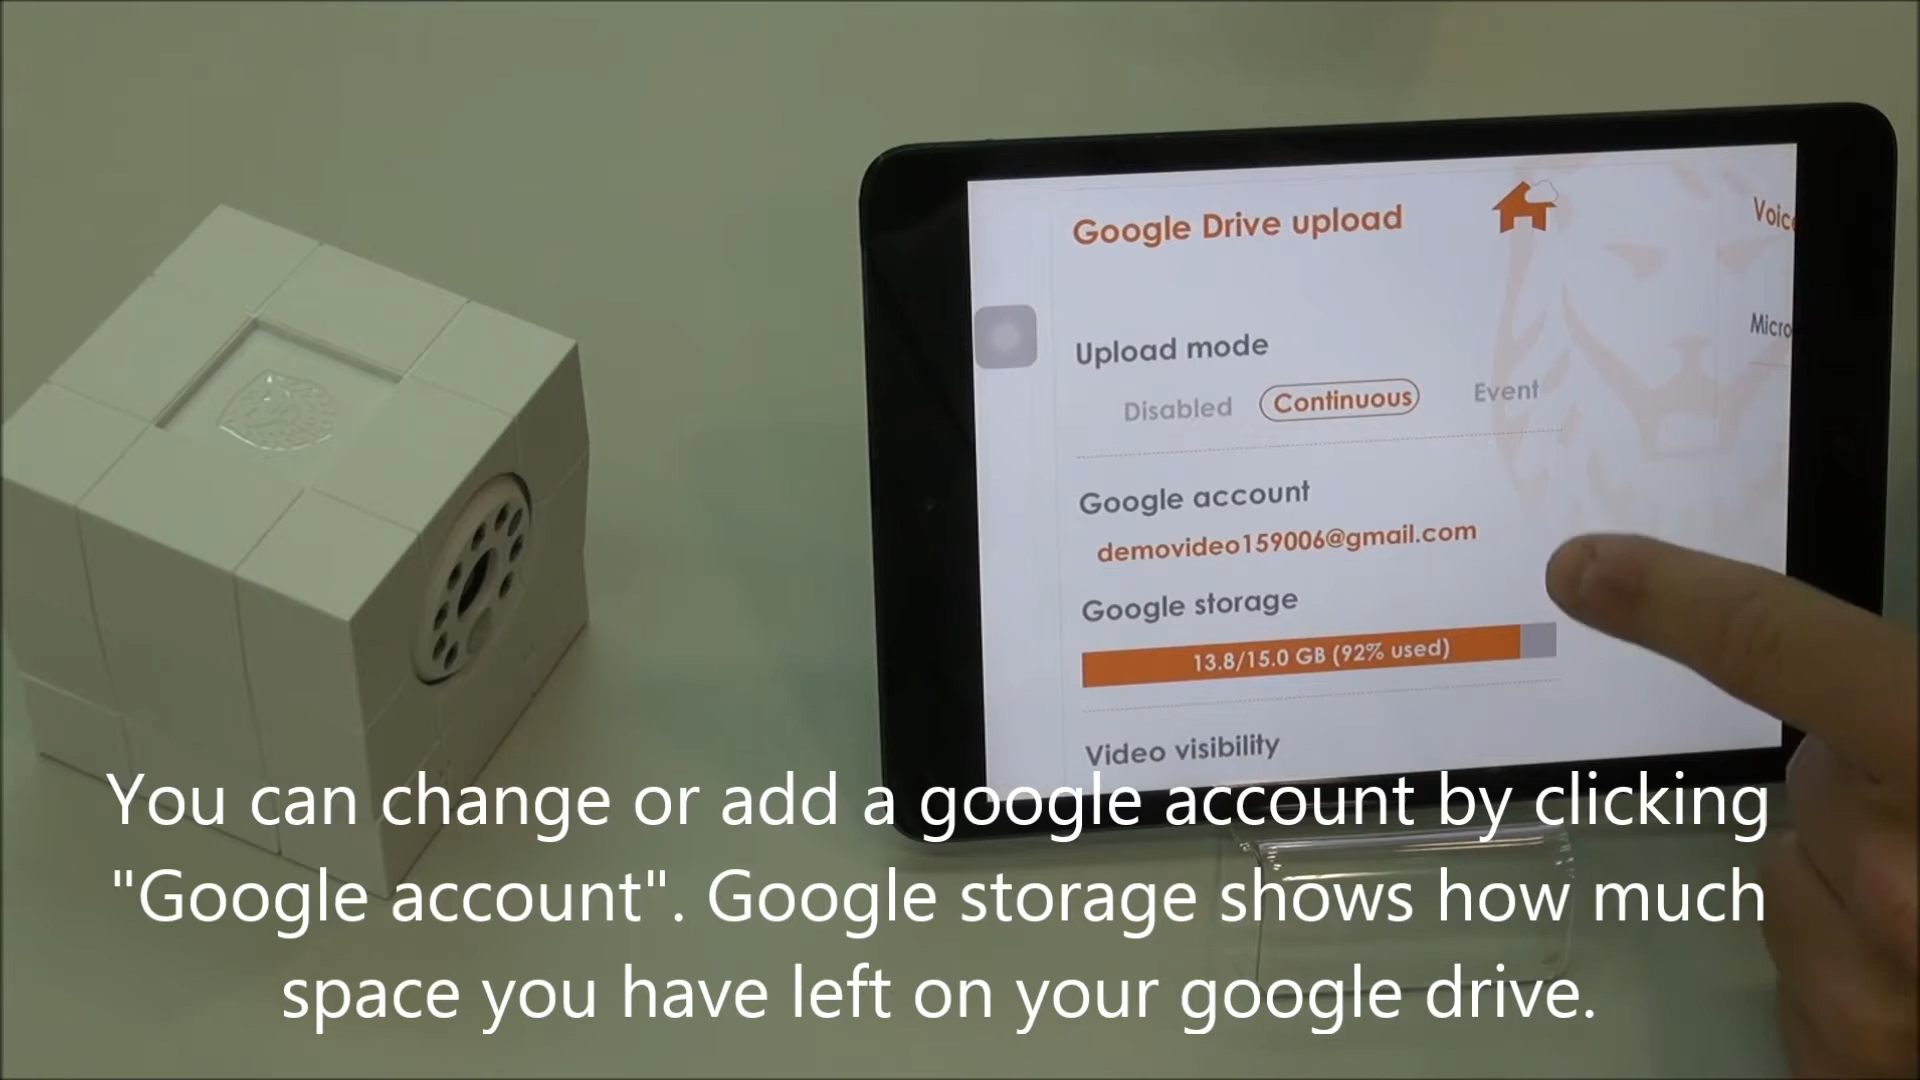 Google Drive upload
Voice
Upload mode
Micro
Disabled Continuous Event
Google account
demovideo159006@gmail.com
Google storage
13.8/15.0 GB (92% used)
Video visibility
You can change or add a google account by clicking
"Google account". Google storage shows how much
space you have left on your google drive.